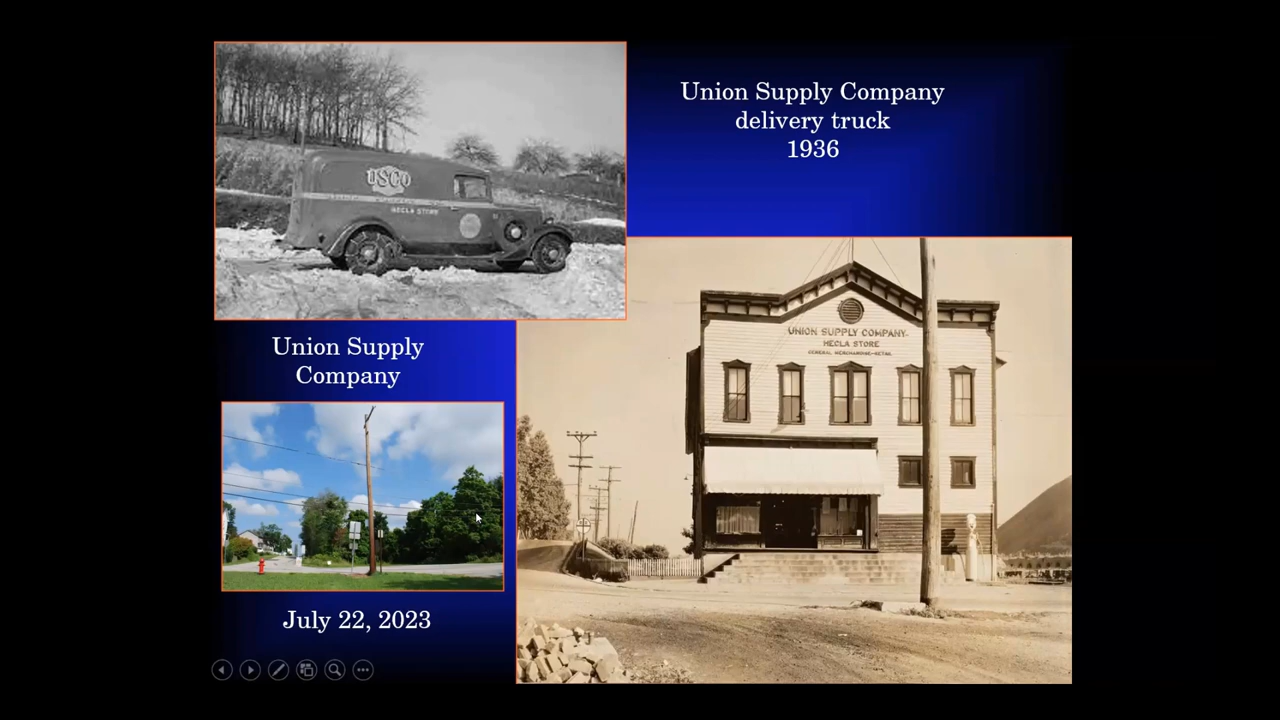 USCO
HECLA STORE
Union Supply Company
delivery truck
1936
UNION SUPPLY COMPANY-
HECLA STORE
GENERAL MERCHANDISE-RETAIL
Union Supply
Company
July 22, 2023